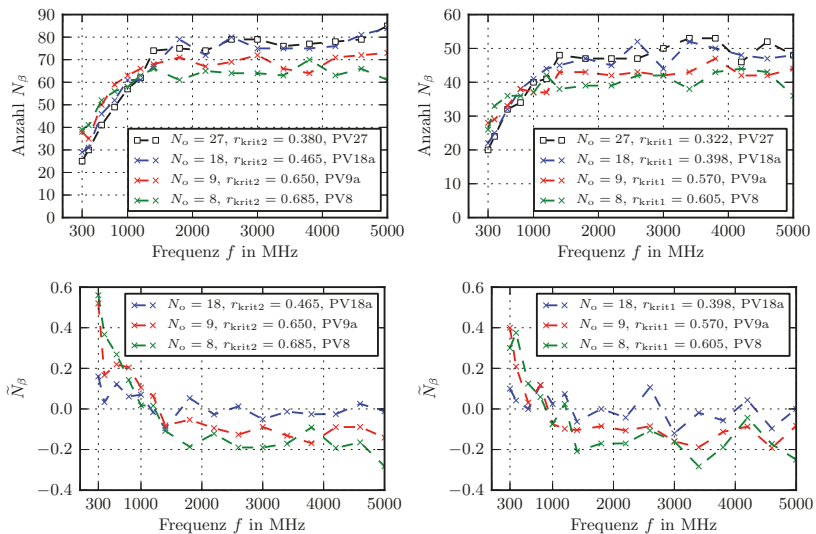 90
80
70
60
50
40
30
20
10
0
Anzahl N_β
N_o = 27, r_krit2 = 0.380, PV27
N_o = 18, r_krit2 = 0.465, PV18a
N_o = 9, r_krit2 = 0.650, PV9a
N_o = 8, r_krit2 = 0.685, PV8
300 1000 2000 3000 4000 5000
Frequenz f in MHz
60
50
40
30
20
10
0
Anzahl N_β
N_o = 27, r_krit1 = 0.322, PV27
N_o = 18, r_krit1 = 0.398, PV18a
N_o = 9, r_krit1 = 0.570, PV9a
N_o = 8, r_krit1 = 0.605, PV8
300 1000 2000 3000 4000 5000
Frequenz f in MHz
0.6
0.4
0.2
0.0
−0.2
−0.4
Ñ_β
N_o = 18, r_krit2 = 0.465, PV18a
N_o = 9, r_krit2 = 0.650, PV9a
N_o = 8, r_krit2 = 0.685, PV8
300 1000 2000 3000 4000 5000
Frequenz f in MHz
0.6
0.4
0.2
0.0
−0.2
−0.4
Ñ_β
N_o = 18, r_krit1 = 0.398, PV18a
N_o = 9, r_krit1 = 0.570, PV9a
N_o = 8, r_krit1 = 0.605, PV8
300 1000 2000 3000 4000 5000
Frequenz f in MHz